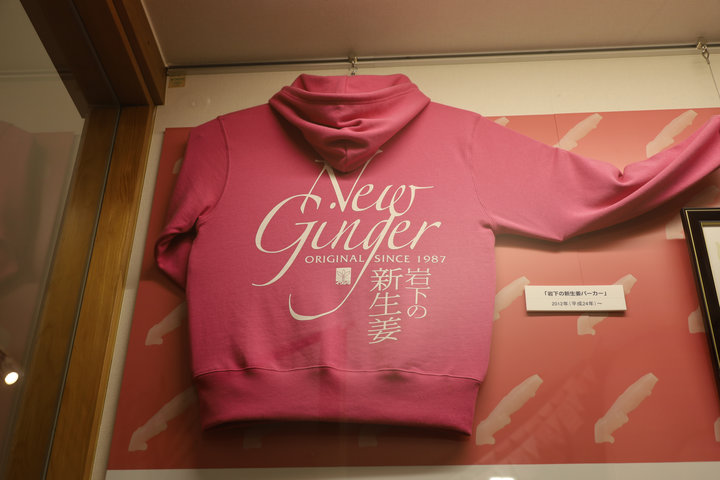 New
Ginger
ORIGINAL SINCE 1987
岩下の
新生姜
「岩下の新生姜パーカー」
2012年(平成24年)~